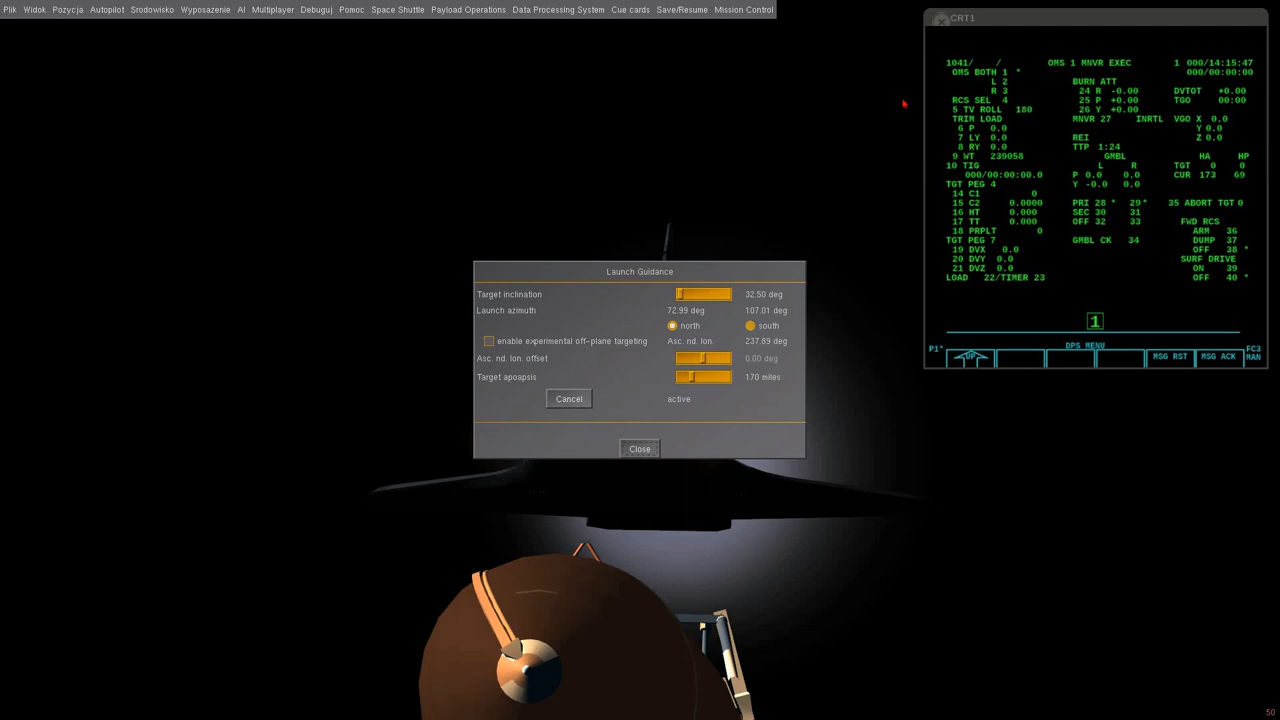 Plik Widok Pozycja Autopilot Srodowisko Wyposazenie AI Multiplayer Debuguj Pomoc Space Shuttle Payload Operations Data Processing System Cue cards Save/Resume Mission Control
CRT1
1041/ / OMS 1 MNVR EXEC 1 000/14:15:47
OMS BOTH 1 * 000/00:00:00
L 2 BURN ATT
R 3 24 R -0.00 DVTOT +0.00
RCS SEL 4 25 P +0.00 TGO 00:00
5 TV ROLL 180 26 Y +0.00
TRIM LOAD MNVR 27 INRTL VGO X 0.0
6 P 0.0 Y 0.0
7 LY 0.0 REI Z 0.0
8 RY 0.0 TTP 1:24
9 WT 239058 GMBL HA HP
10 TIG L R TGT 0 0
000/00:00:00.0 P 0.0 0.0 CUR 173 69
TGT PEG 4 Y -0.0 0.0
14 C1 0
15 C2 0.0000 PRI 28 * 29 * 35 ABORT TGT 0
16 HT 0.000 SEC 30 31
17 TT 0.000 OFF 32 33 FWD RCS
18 PRPLT 0 ARM 36
TGT PEG 7 GMBL CK 34 DUMP 37
19 DVX 0.0 OFF 38 *
20 DVY 0.0 SURF DRIVE
21 DVZ 0.0 ON 39
LOAD 22/TIMER 23 OFF 40 *
1
DPS MENU
P1* FC3
UP MSG RST MSG ACK MAN
Launch Guidance
Target inclination 32.50 deg
Launch azimuth 72.99 deg 107.01 deg
north south
enable experimental off-plane targeting Asc. nd. lon. 237.89 deg
Asc. nd. lon. offset 0.00 deg
Target apoapsis 170 miles
Cancel active
Close
50